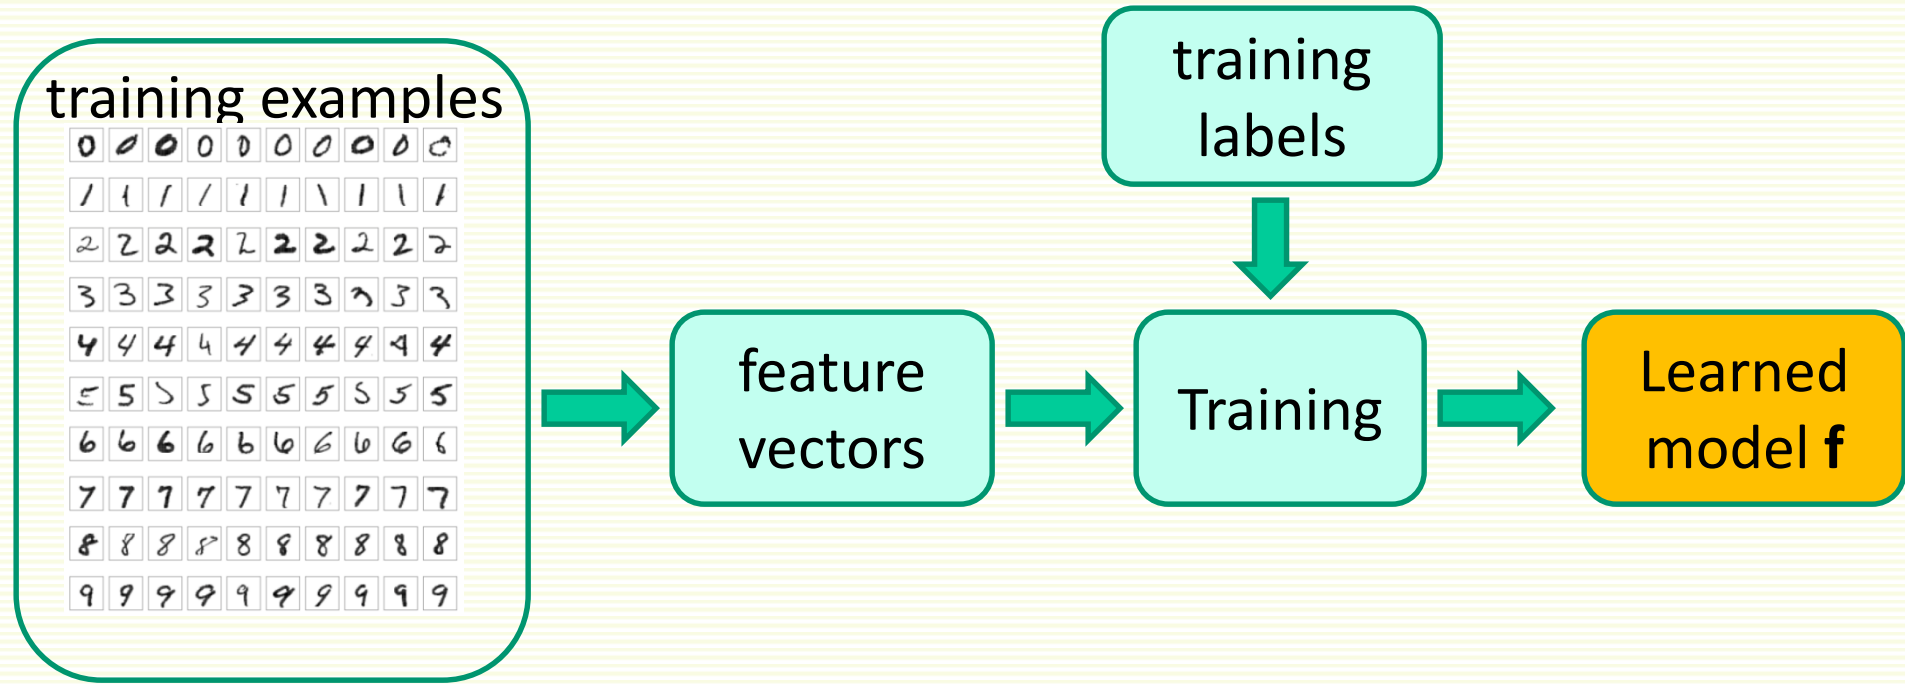 training examples
0 0 0 0 0 0 0 0 0 0
1 1 1 1 1 1 1 1 1 1
2 2 2 2 2 2 2 2 2 2
3 3 3 3 3 3 3 3 3 3
4 4 4 4 4 4 4 4 4 4
5 5 5 5 5 5 5 5 5 5
6 6 6 6 6 6 6 6 6 6
7 7 7 7 7 7 7 7 7 7
8 8 8 8 8 8 8 8 8 8
9 9 9 9 9 9 9 9 9 9
feature
vectors
training
labels
Training
Learned
model f